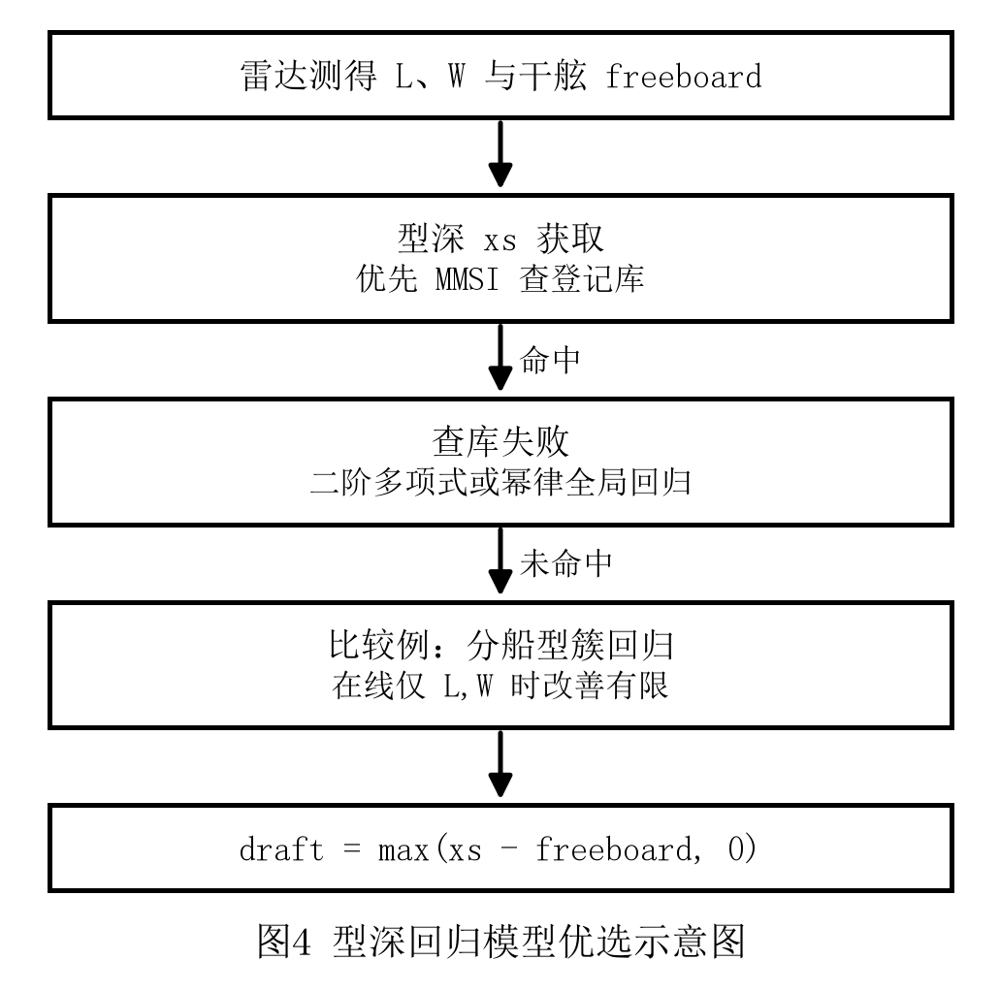 雷达测得 L、W 与干舷 freeboard
型深 xs 获取
优先 MMSI 查登记库
命中
查库失败
二阶多项式或幂律全局回归
未命中
比较例：分船型簇回归
在线仅 L,W 时改善有限
draft = max(xs - freeboard, 0)
图4 型深回归模型优选示意图